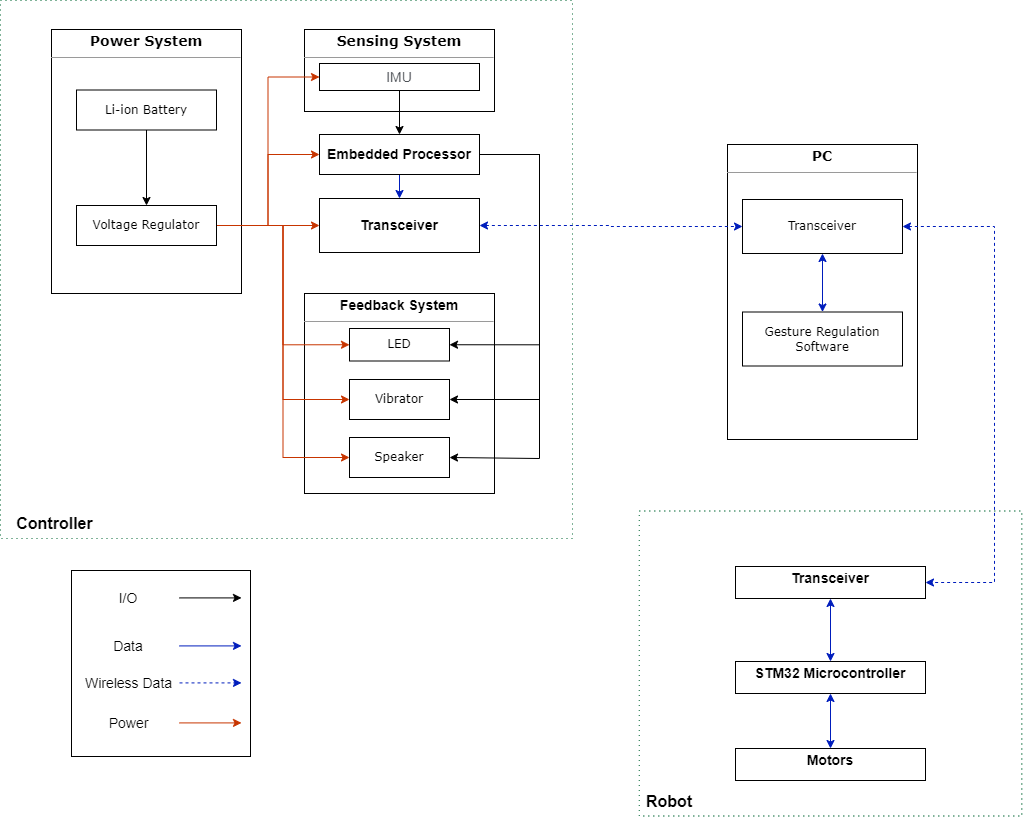 Power System
Li-ion Battery
Voltage Regulator
Sensing System
IMU
Embedded Processor
Transceiver
Feedback System
LED
Vibrator
Speaker
Controller
PC
Transceiver
Gesture Regulation
Software
I/O
Data
Wireless Data
Power
Transceiver
STM32 Microcontroller
Motors
Robot